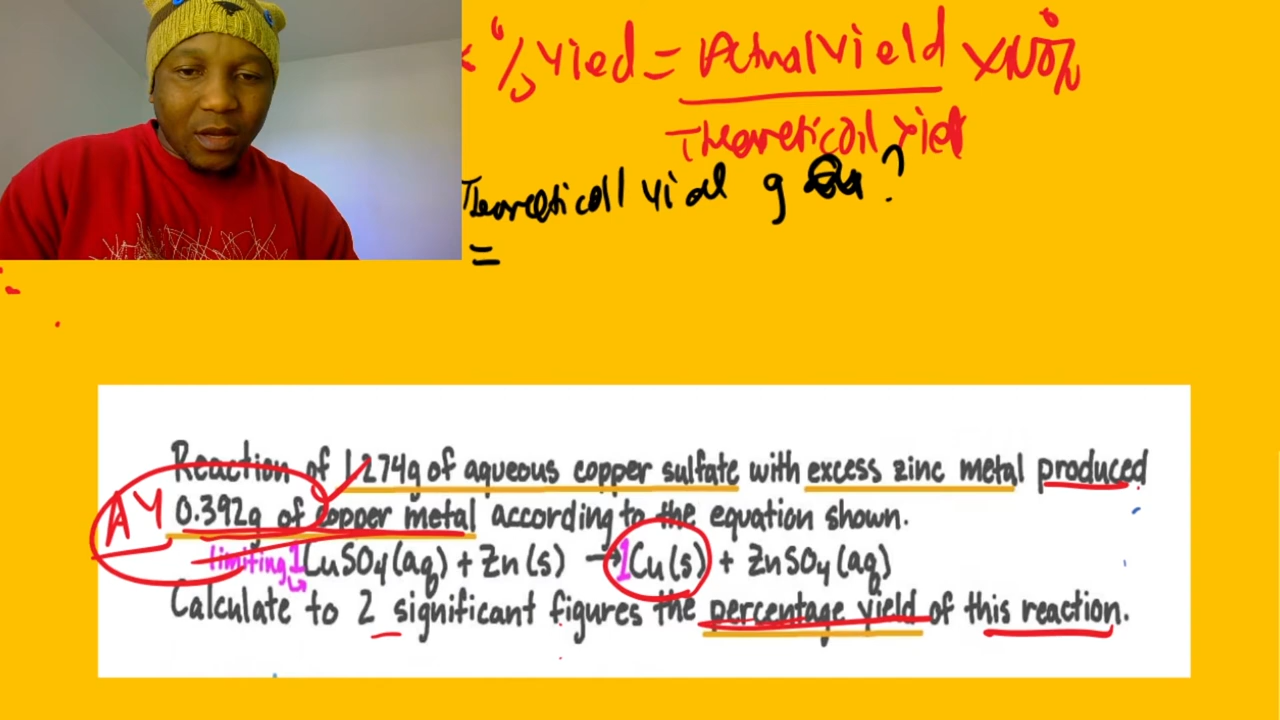 % Yied = Actual Yield X100%
Theoretical Yield
Theoretical Yield g Cu?
=
Reaction of 1.274g of aqueous copper sulfate with excess zinc metal produced
AY 0.392g of copper metal according to the equation shown.
limiting 1CuSO4(aq) + Zn(s) → 1Cu(s) + ZnSO4(aq)
Calculate to 2 significant figures the percentage yield of this reaction.